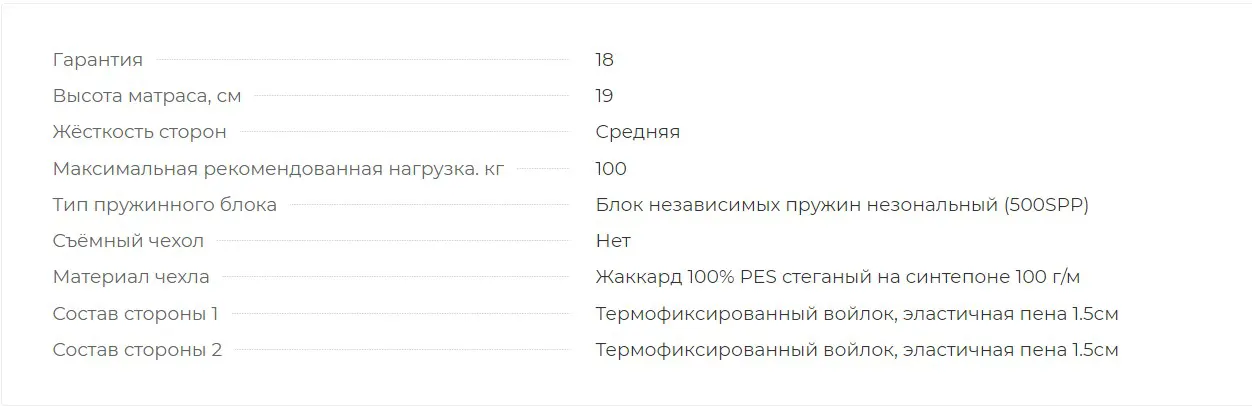 Гарантия 18
Высота матраса, см 19
Жёсткость сторон Средняя
Максимальная рекомендованная нагрузка. кг 100
Тип пружинного блока Блок независимых пружин незональный (500SPP)
Съёмный чехол Нет
Материал чехла Жаккард 100% PES стеганый на синтепоне 100 г/м
Состав стороны 1 Термофиксированный войлок, эластичная пена 1.5см
Состав стороны 2 Термофиксированный войлок, эластичная пена 1.5см